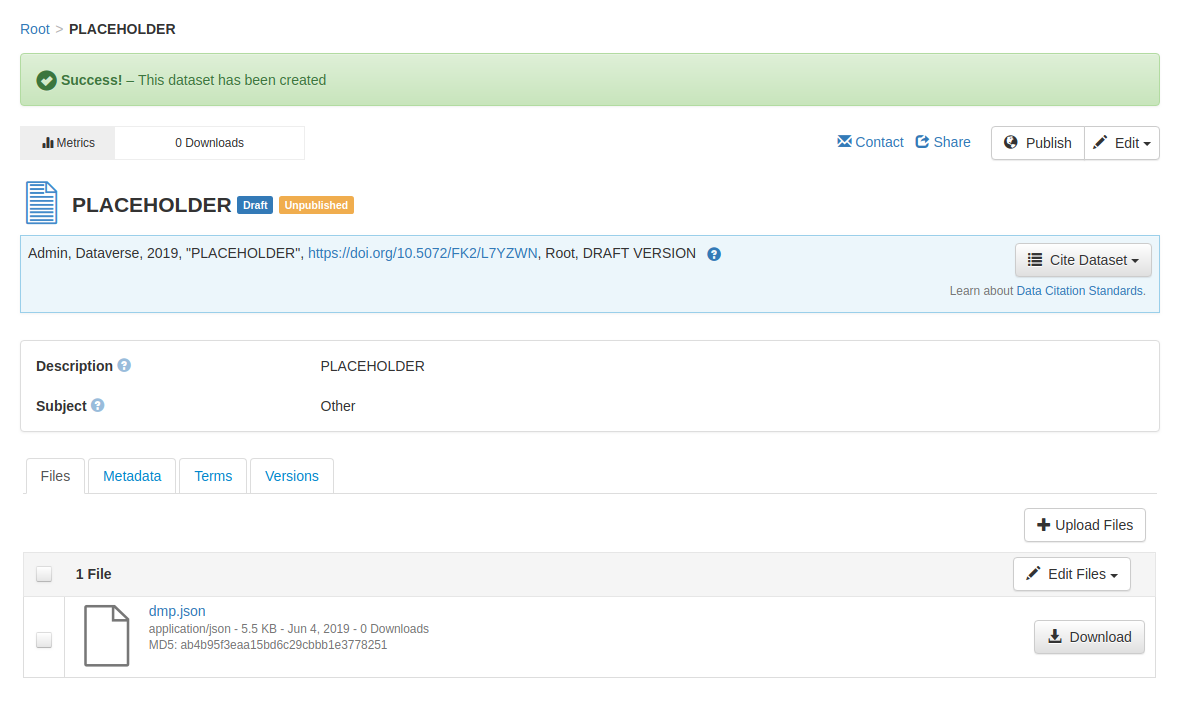 Root > PLACEHOLDER
Success! – This dataset has been created
Metrics 0 Downloads Contact Share Publish Edit
PLACEHOLDER Draft Unpublished
Admin, Dataverse, 2019, "PLACEHOLDER", https://doi.org/10.5072/FK2/L7YZWN, Root, DRAFT VERSION ?
Cite Dataset
Learn about Data Citation Standards.
Description ? PLACEHOLDER
Subject ? Other
Files Metadata Terms Versions
Upload Files
1 File Edit Files
dmp.json
application/json - 5.5 KB - Jun 4, 2019 - 0 Downloads
MD5: ab4b95f3eaa15bd6c29cbbb1e3778251
Download